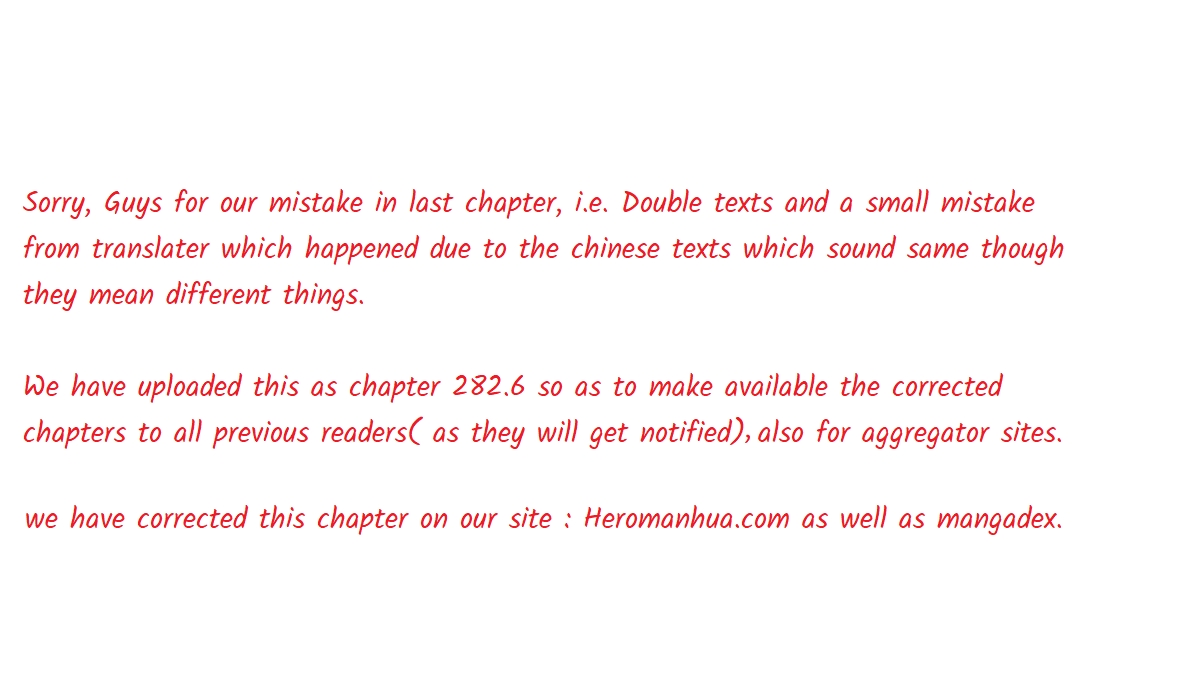 Sorry, Guys for our mistake in last chapter, i.e. Double texts and a small mistake
from translater which happened due to the chinese texts which sound same though
they mean different things.
We have uploaded this as chapter 282.6 so as to make available the corrected
chapters to all previous readers( as they will get notified), also for aggregator sites.
we have corrected this chapter on our site : Heromanhua.com as well as mangadex.